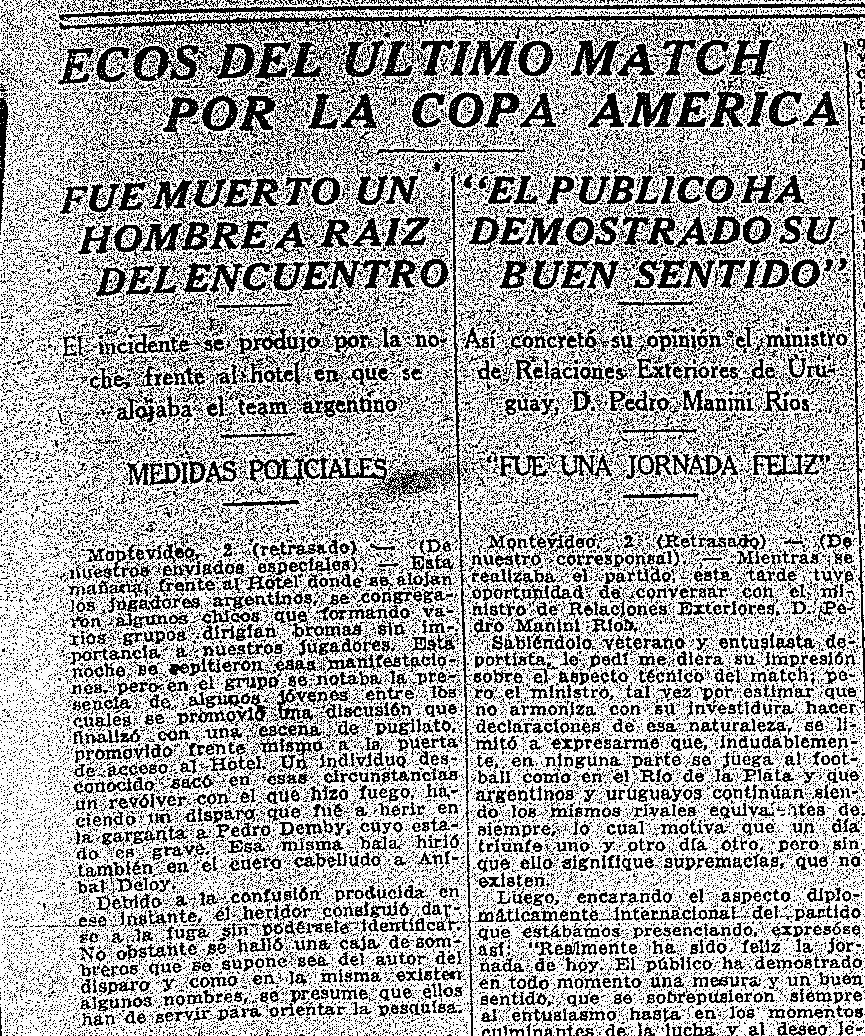 ECOS DEL ULTIMO MATCH
POR LA COPA AMERICA
FUE MUERTO UN
HOMBRE A RAIZ
DEL ENCUENTRO
El incidente se produjo por la no-
che, frente al hotel en que se
alojaba el team argentino
MEDIDAS POLICIALES
Montevideo, 2 (retrasado) — (De
nuestros enviados especiales). — Esta
mañana, frente al Hotel donde se alojan
los jugadores argentinos, se congrega-
ron algunos chicos que formando va-
rios grupos dirigían bromas sin im-
portancia a nuestros jugadores. Esta
noche se repitieron esas manifestacio-
nes, pero en el grupo se notaba la pre-
sencia de algunos jóvenes entre los
cuales se promovió una discusión que
finalizó con una escena de pugilato,
promovido frente mismo a la puerta
de acceso al Hotel. Un individuo des-
conocido sacó en esas circunstancias
un revólver con el que hizo fuego, ha-
ciendo un disparo que fué a herir en
la garganta a Pedro Demby, cuyo esta-
do es grave. Esa misma bala hirió
también en el cuero cabelludo a Aní-
bal Deloy.
Debido a la confusión producida en
ese instante, el heridor consiguió dar-
se a la fuga sin podérsele identificar.
No obstante se halló una caja de som-
breros que se supone sea del autor del
disparo y como en la misma existen
algunos nombres, se presume que ellos
han de servir para orientar la pesquisa.
"EL PUBLICO HA
DEMOSTRADO SU
BUEN SENTIDO"
Así concretó su opinión el ministro
de Relaciones Exteriores de Uru-
guay, D. Pedro Manini Ríos
"FUE UNA JORNADA FELIZ"
Montevideo, 2 (Retrasado) — (De
nuestro corresponsal). — Mientras se
realizaba el partido, esta tarde tuve
oportunidad de conversar con el mi-
nistro de Relaciones Exteriores, D. Pe-
dro Manini Ríos.
Sabiéndolo veterano y entusiasta de-
portista, le pedí me diera su impresión
sobre el aspecto técnico del match; pe-
ro el ministro, tal vez por estimar que
no armoniza con su investidura hacer
declaraciones de esa naturaleza, se li-
mitó a expresarme que, indudablemen-
te, en ninguna parte se juega al foot-
ball como en el Río de la Plata y que
argentinos y uruguayos continúan sien-
do los mismos rivales de
siempre, lo cual motiva que un día
triunfe uno y otro día otro, pero sin
que ello signifique supremacías, que no
existen.
Luego, encarando el aspecto diplo-
máticamente internacional del partido
que estábamos presenciando, expresóse
así: "Realmente ha sido feliz la jor-
nada de hoy. El público ha demostrado
en todo momento una mesura y un buen
sentido, que se sobrepusieron siempre
al entusiasmo hasta en los momentos
culminantes de la lucha y al deseo